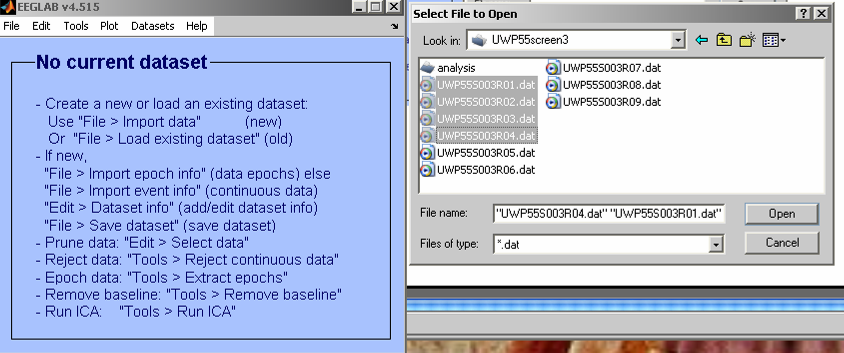 EEGLAB v4.515
File Edit Tools Plot Datasets Help
No current dataset
- Create a new or load an existing dataset:
Use "File > Import data" (new)
Or "File > Load existing dataset" (old)
- If new,
"File > Import epoch info" (data epochs) else
"File > Import event info" (continuous data)
"Edit > Dataset info" (add/edit dataset info)
"File > Save dataset" (save dataset)
- Prune data: "Edit > Select data"
- Reject data: "Tools > Reject continuous data"
- Epoch data: "Tools > Extract epochs"
- Remove baseline: "Tools > Remove baseline"
- Run ICA: "Tools > Run ICA"
Select File to Open
Look in: UWP55screen3
analysis
UWP55S003R01.dat
UWP55S003R02.dat
UWP55S003R03.dat
UWP55S003R04.dat
UWP55S003R05.dat
UWP55S003R06.dat
UWP55S003R07.dat
UWP55S003R08.dat
UWP55S003R09.dat
File name: "UWP55S003R04.dat" "UWP55S003R01.dat" Open
Files of type: *.dat Cancel